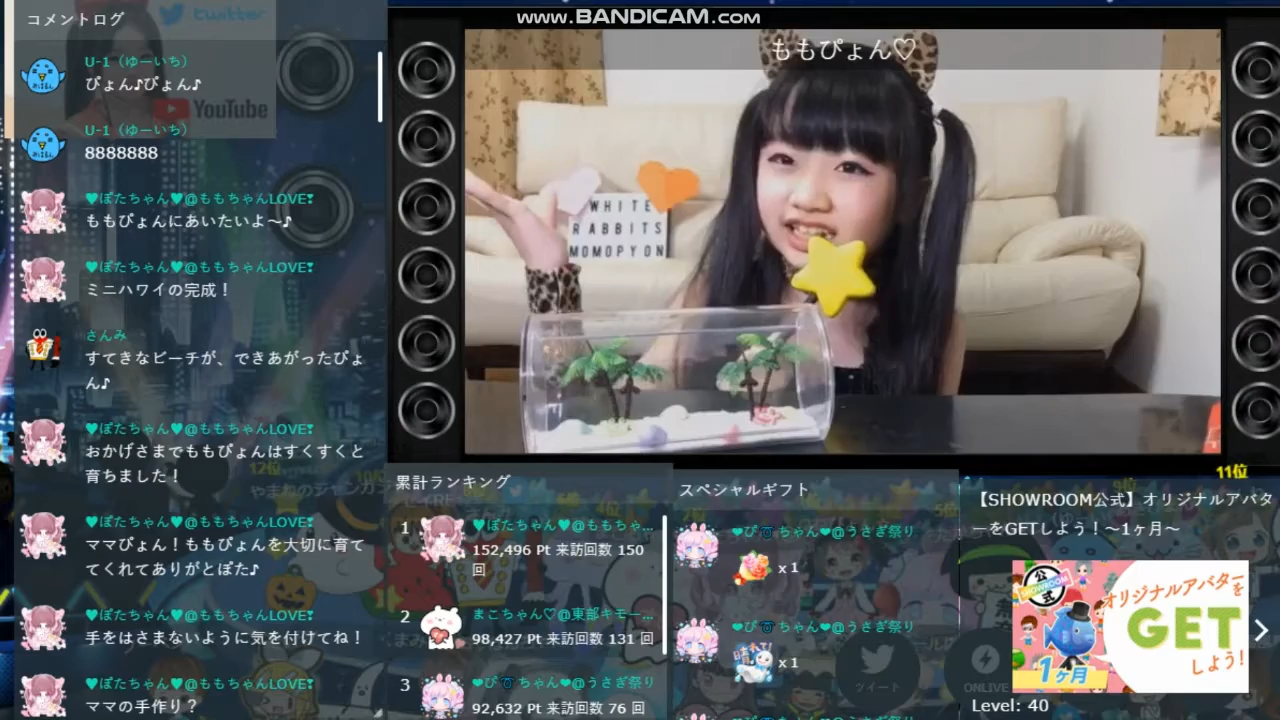 www.BANDICAM.com
コメントログ
twitter
YouTube
U-1（ゆーいち）
ぴょん♪ぴょん♪
U-1（ゆーいち）
8888888
♥ぽたちゃん♥@ももちゃんLOVE❣
ももぴょんにあいたいよ〜♪
♥ぽたちゃん♥@ももちゃんLOVE❣
ミニハワイの完成！
さんみ
すてきなビーチが、できあがったぴょ
ん♪
♥ぽたちゃん♥@ももちゃんLOVE❣
おかげさまでももぴょんはすくすくと
育ちました！
♥ぽたちゃん♥@ももちゃんLOVE❣
ママぴょん！ももぴょんを大切に育て
てくれてありがとぽた♪
♥ぽたちゃん♥@ももちゃんLOVE❣
手をはさまないように気を付けてね！
♥ぽたちゃん♥@ももちゃんLOVE❣
ママの手作り？
ももぴょん♡
WHITE
RABBITS
MOMOPYON
12位
11位
累計ランキング
1
♥ぽたちゃん♥@ももちゃ...
152,496 Pt 来訪回数 150
回
2
まこちゃん♡@東部キモー...
98,427 Pt 来訪回数 131 回
3
❤ぴ➰ちゃん❤@うさぎ祭り
92,632 Pt 来訪回数 76 回
スペシャルギフト
❤ぴ➰ちゃん❤@うさぎ祭り
x 1
❤ぴ➰ちゃん❤@うさぎ祭り
x 1
ツイート
ONLIVE
【SHOWROOM公式】オリジナルアバタ
ーをGETしよう！〜1ヶ月〜
SHOWROOM
公式
オリジナルアバターを
GET
しよう!
1ヶ月
Level: 40